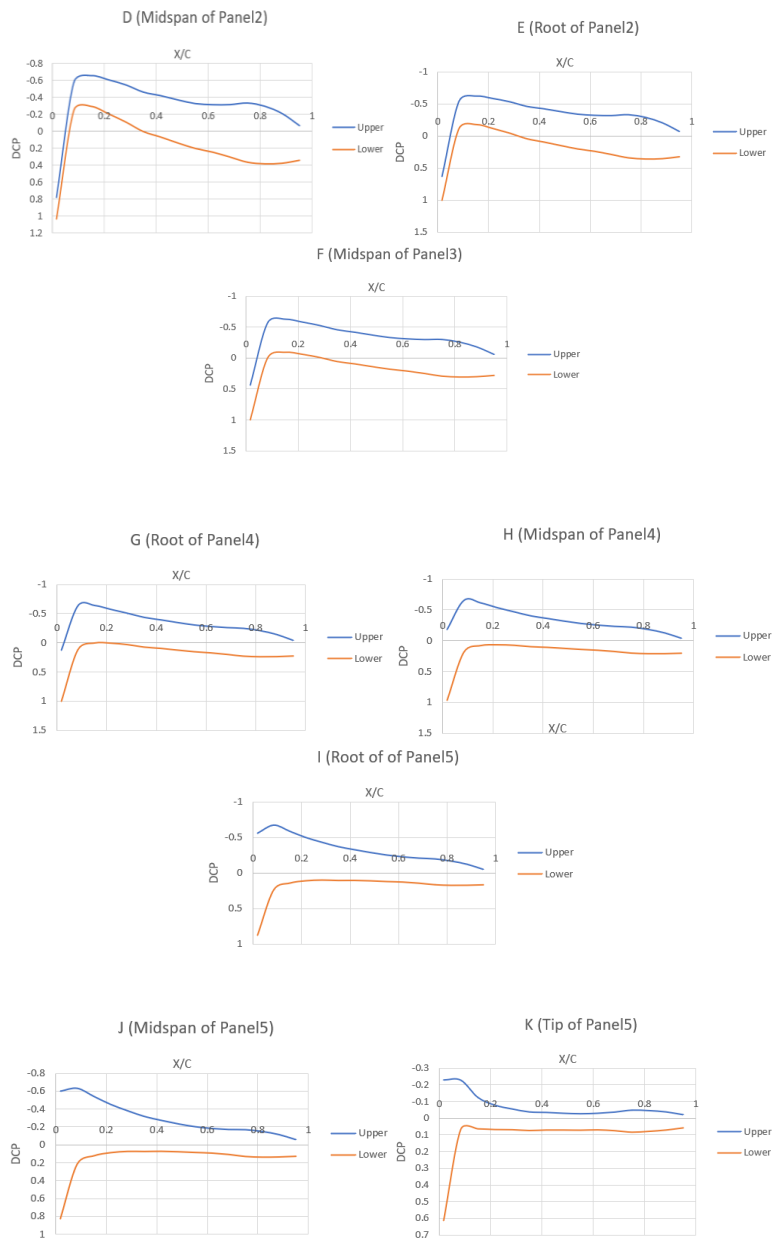 D (Midspan of Panel2)
X/C
-0.8
-0.6
-0.4
-0.2
0
0.2
0.4
0.6
0.8
1
1.2
0 0.2 0.4 0.6 0.8 1
DCP
Upper
Lower
E (Root of Panel2)
X/C
-1
-0.5
0
0.5
1
1.5
0 0.2 0.4 0.6 0.8 1
DCP
Upper
Lower
F (Midspan of Panel3)
X/C
-1
-0.5
0
0.5
1
1.5
0 0.2 0.4 0.6 0.8 1
DCP
Upper
Lower
G (Root of Panel4)
X/C
-1
-0.5
0
0.5
1
1.5
0 0.2 0.4 0.6 0.8 1
DCP
Upper
Lower
H (Midspan of Panel4)
-1
-0.5
0
0.5
1
1.5
0 0.2 0.4 0.6 0.8 1
DCP
X/C
Upper
Lower
I (Root of of Panel5)
X/C
-1
-0.5
0
0.5
1
0 0.2 0.4 0.6 0.8 1
DCP
Upper
Lower
J (Midspan of Panel5)
X/C
-0.8
-0.6
-0.4
-0.2
0
0.2
0.4
0.6
0.8
1
0 0.2 0.4 0.6 0.8 1
DCP
Upper
Lower
K (Tip of Panel5)
X/C
-0.3
-0.2
-0.1
0
0.1
0.2
0.3
0.4
0.5
0.6
0.7
0 0.2 0.4 0.6 0.8 1
DCP
Upper
Lower